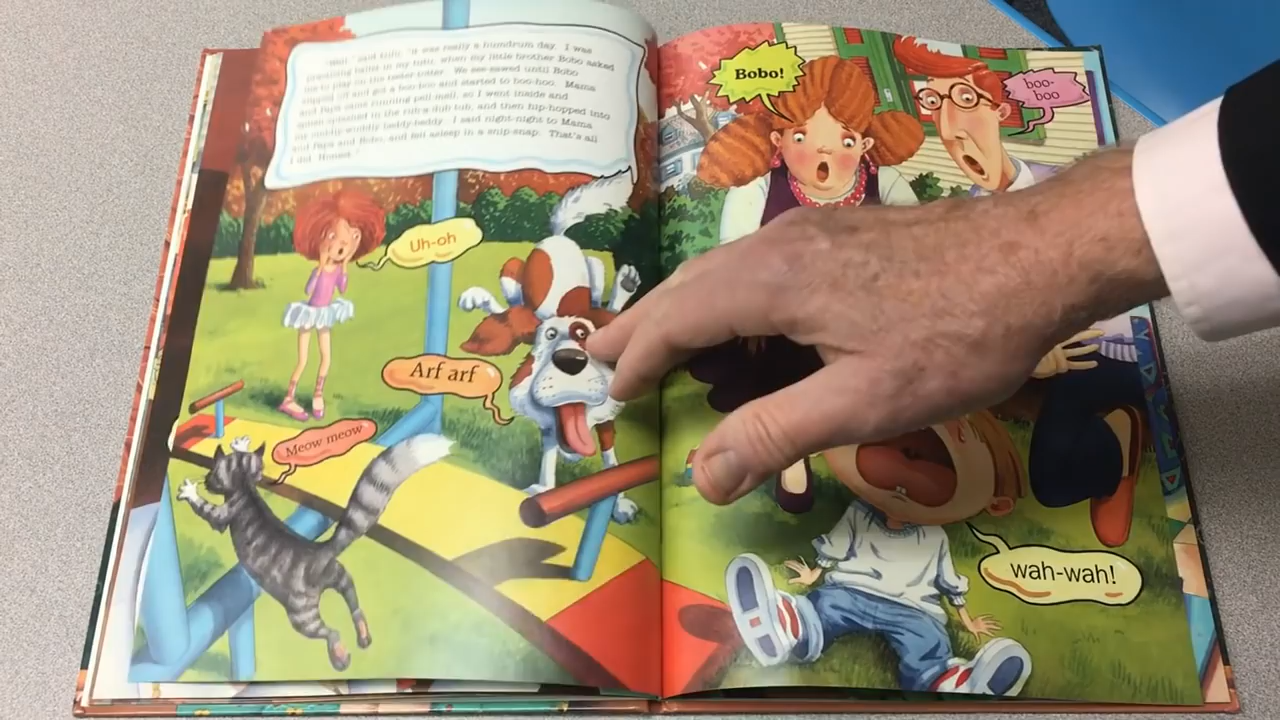 "Well," said Tulu, "it was really a humdrum day. I was
practicing ballet in my tutu, when my little brother Bobo asked
me to play on the teeter-totter. We see-sawed until Bobo
slipped off and got a boo-boo and started to boo-hoo. Mama
and Papa came running pell-mell, so I went inside and
splish-splashed in the rub-a-dub tub, and then hip-hopped into
my cuddly-wuddly teddy-teddy. I said night-night to Mama
and Papa and Bobo, and fell asleep in a snip-snap. That's all
I did. Honest."
Bobo!
boo-
boo
Uh-oh
Arf arf
Meow meow
wah-wah!